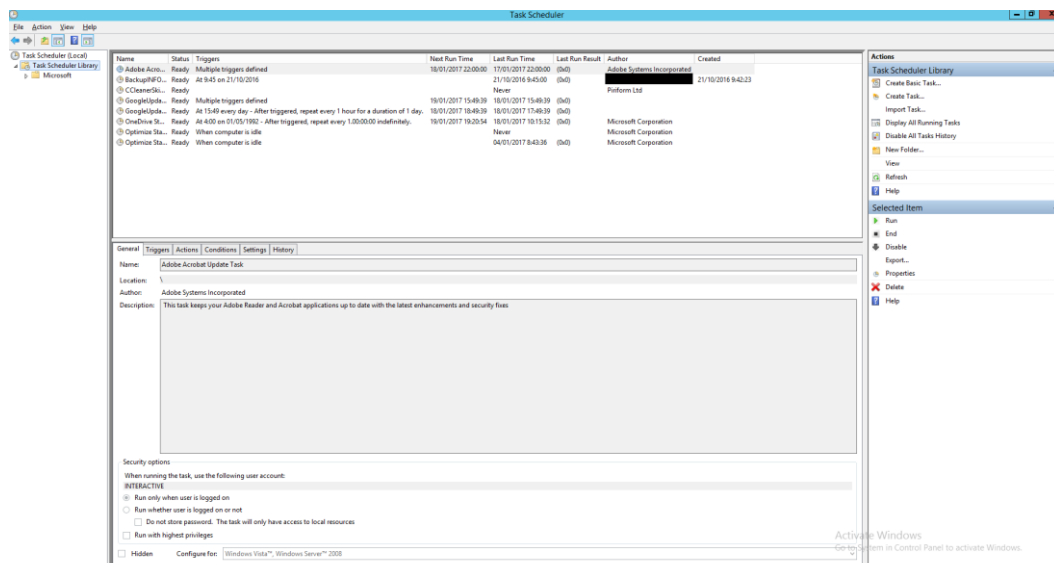 Task Scheduler
File Action View Help
Task Scheduler (Local)
Task Scheduler Library
Microsoft
Name Status Triggers Next Run Time Last Run Time Last Run Result Author Created
Adobe Acro... Ready Multiple triggers defined 18/01/2017 22:00:00 17/01/2017 22:00:00 (0x0) Adobe Systems Incorporated
BackupINFO... Ready At 9:45 on 21/10/2016 21/10/2016 9:45:00 (0x0) 21/10/2016 9:42:23
CCleanerSki... Ready Never Piriform Ltd
GoogleUpda... Ready Multiple triggers defined 19/01/2017 15:49:39 18/01/2017 15:49:39 (0x0)
GoogleUpda... Ready At 15:49 every day - After triggered, repeat every 1 hour for a duration of 1 day. 18/01/2017 18:49:39 18/01/2017 17:49:39 (0x0)
OneDrive St... Ready At 4:00 on 01/05/1992 - After triggered, repeat every 1.00:00:00 indefinitely. 19/01/2017 19:20:54 18/01/2017 10:15:32 (0x0) Microsoft Corporation
Optimize Sta... Ready When computer is idle Never Microsoft Corporation
Optimize Sta... Ready When computer is idle 04/01/2017 8:43:36 (0x0) Microsoft Corporation
General Triggers Actions Conditions Settings History
Name: Adobe Acrobat Update Task
Location: \
Author: Adobe Systems Incorporated
Description: This task keeps your Adobe Reader and Acrobat applications up to date with the latest enhancements and security fixes
Security options
When running the task, use the following user account:
INTERACTIVE
Run only when user is logged on
Run whether user is logged on or not
Do not store password. The task will only have access to local resources
Run with highest privileges
Hidden Configure for: Windows Vista™, Windows Server™ 2008
Actions
Task Scheduler Library
Create Basic Task...
Create Task...
Import Task...
Display All Running Tasks
Disable All Tasks History
New Folder...
View
Refresh
Help
Selected Item
Run
End
Disable
Export...
Properties
Delete
Help
Activate Windows
Go to System in Control Panel to activate Windows.